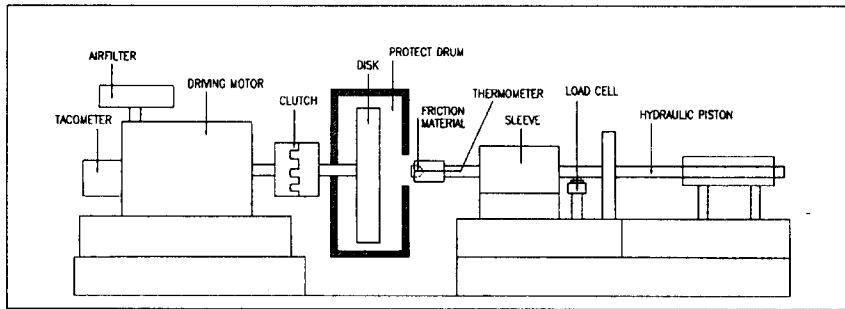 AIRFILTER
DRIVING MOTOR
TACOMETER
CLUTCH
DISK
PROTECT DRUM
FRICTION
MATERIAL
THERMOMETER
SLEEVE
LOAD CELL
HYDRAULIC PISTON